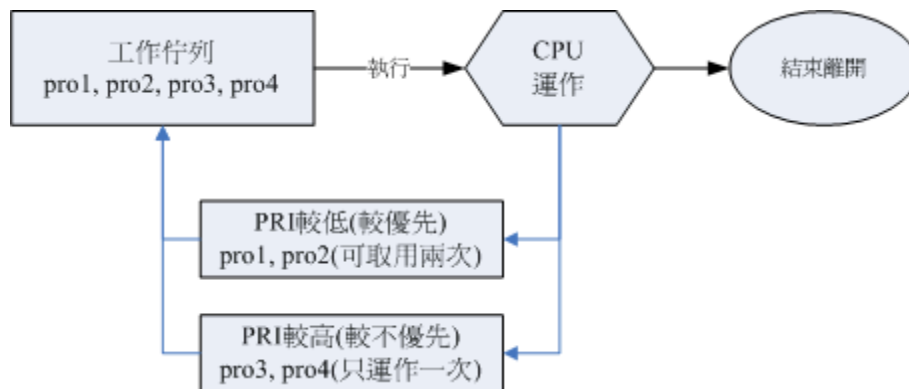 工作佇列
pro1, pro2, pro3, pro4
執行
CPU
運作
結束離開
PRI較低(較優先)
pro1, pro2(可取用兩次)
PRI較高(較不優先)
pro3, pro4(只運作一次)